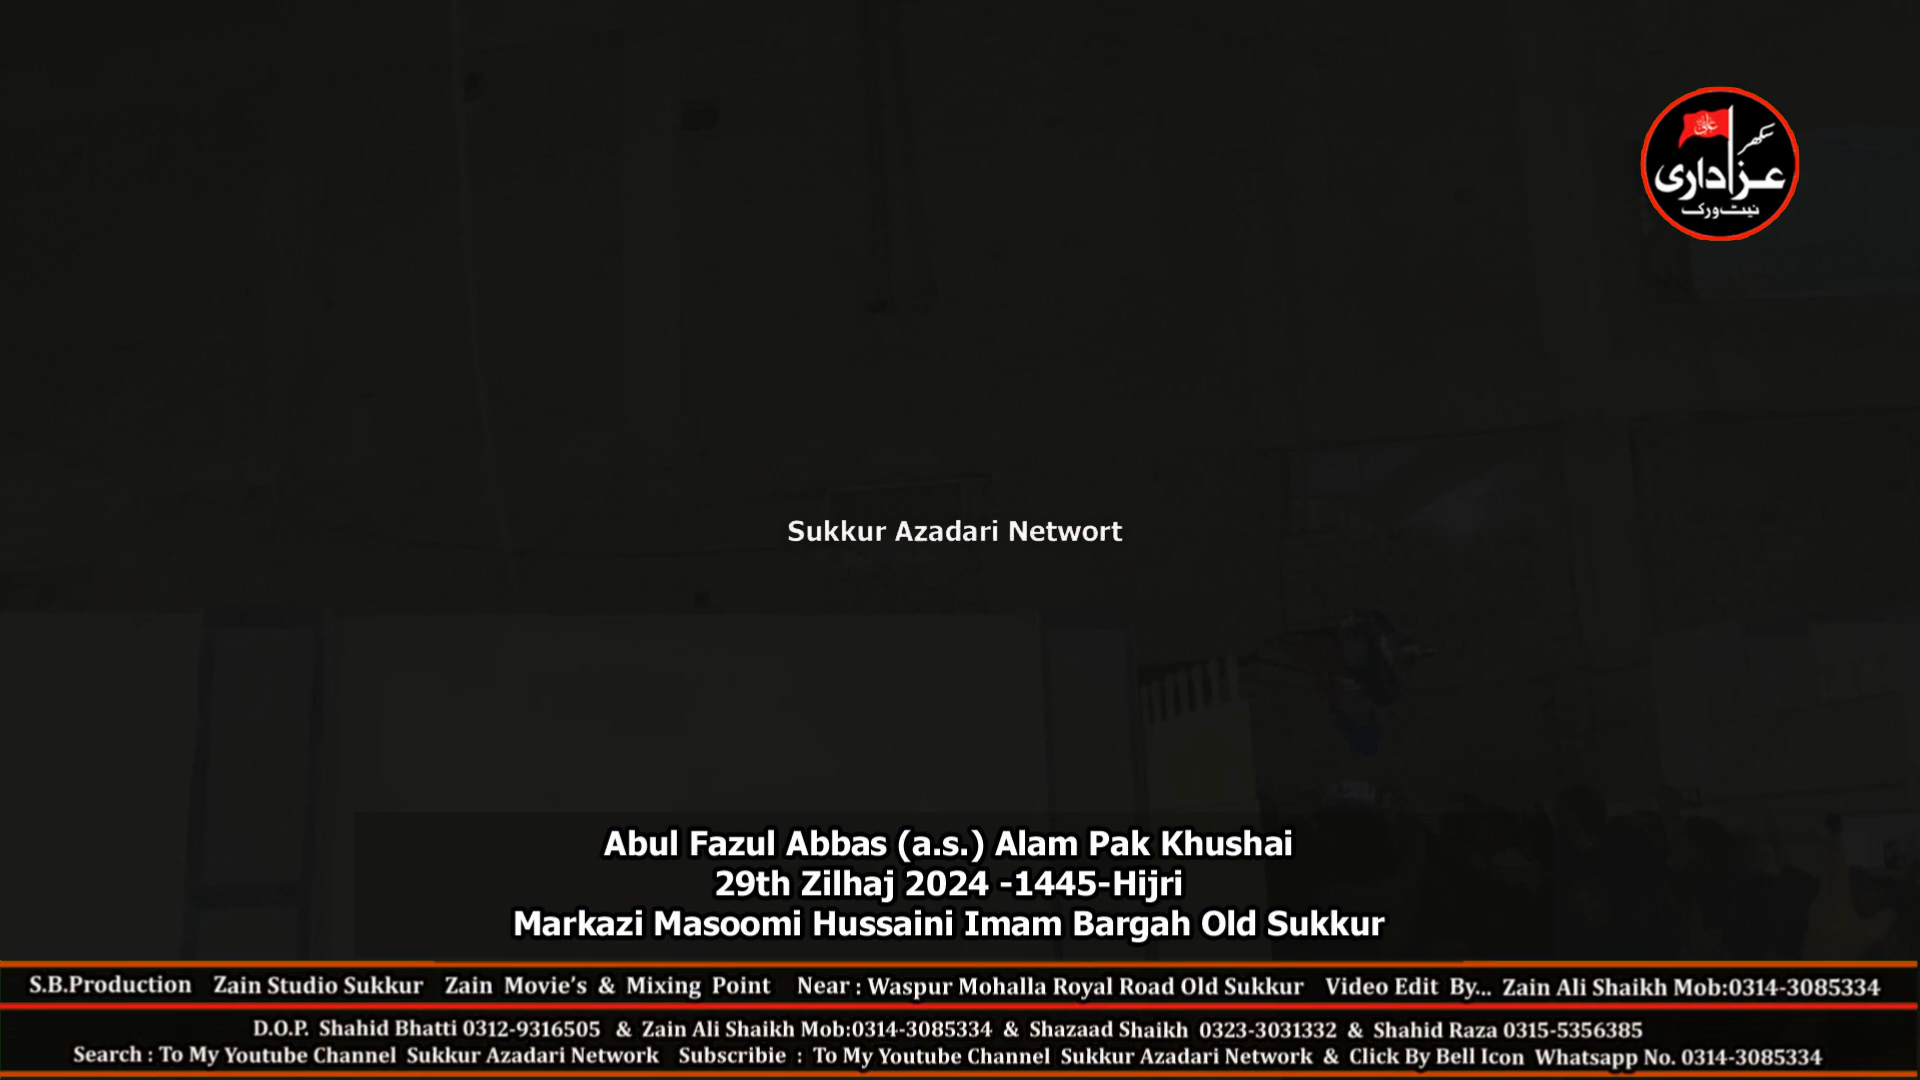 علی
سکھر
عزاداری
نیٹ ورک
Sukkur Azadari Networt
Abul Fazul Abbas (a.s.) Alam Pak Khushai
29th Zilhaj 2024 -1445-Hijri
Markazi Masoomi Hussaini Imam Bargah Old Sukkur
S.B.Production Zain Studio Sukkur Zain Movie's & Mixing Point Near : Waspur Mohalla Royal Road Old Sukkur Video Edit By... Zain Ali Shaikh Mob:0314-3085334
D.O.P. Shahid Bhatti 0312-9316505 & Zain Ali Shaikh Mob:0314-3085334 & Shazaad Shaikh 0323-3031332 & Shahid Raza 0315-5356385
Search : To My Youtube Channel Sukkur Azadari Network Subscribie : To My Youtube Channel Sukkur Azadari Network & Click By Bell Icon Whatsapp No. 0314-3085334